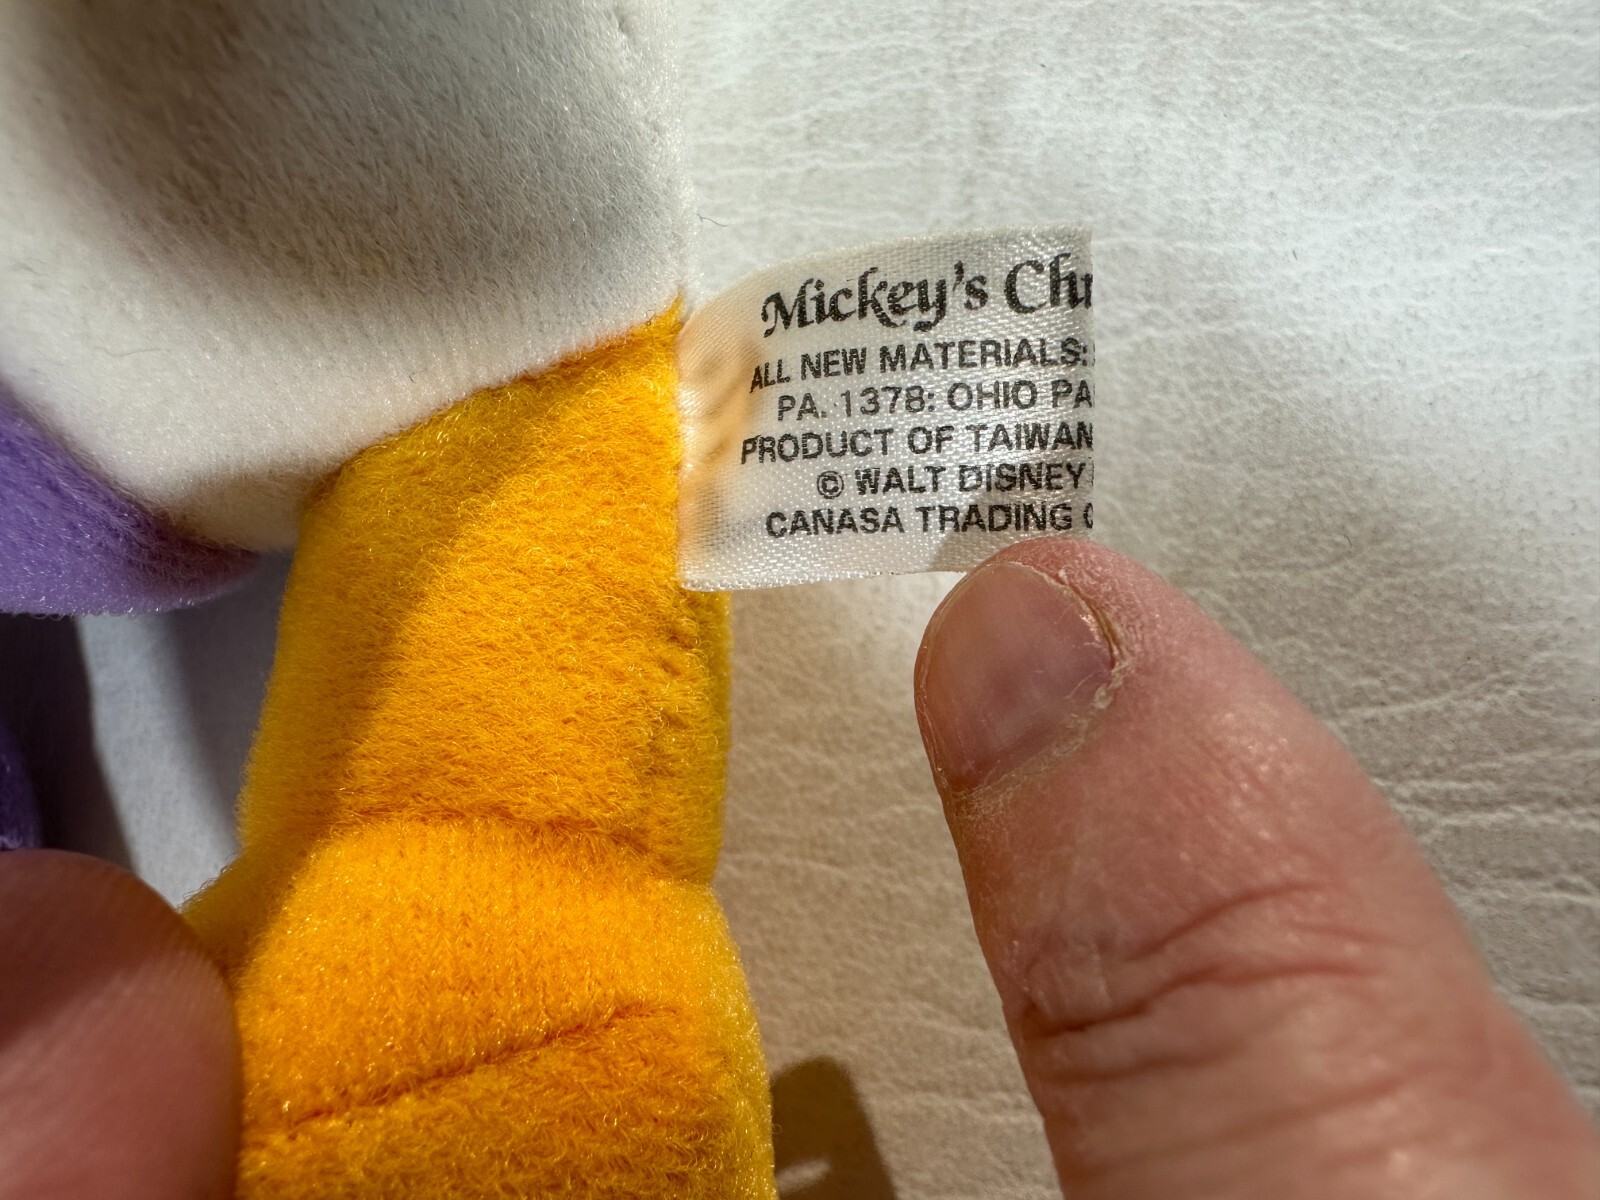 Mickey's Chr
ALL NEW MATERIALS:
PA. 1378: OHIO PA
PRODUCT OF TAIWAN
© WALT DISNEY
CANASA TRADING C